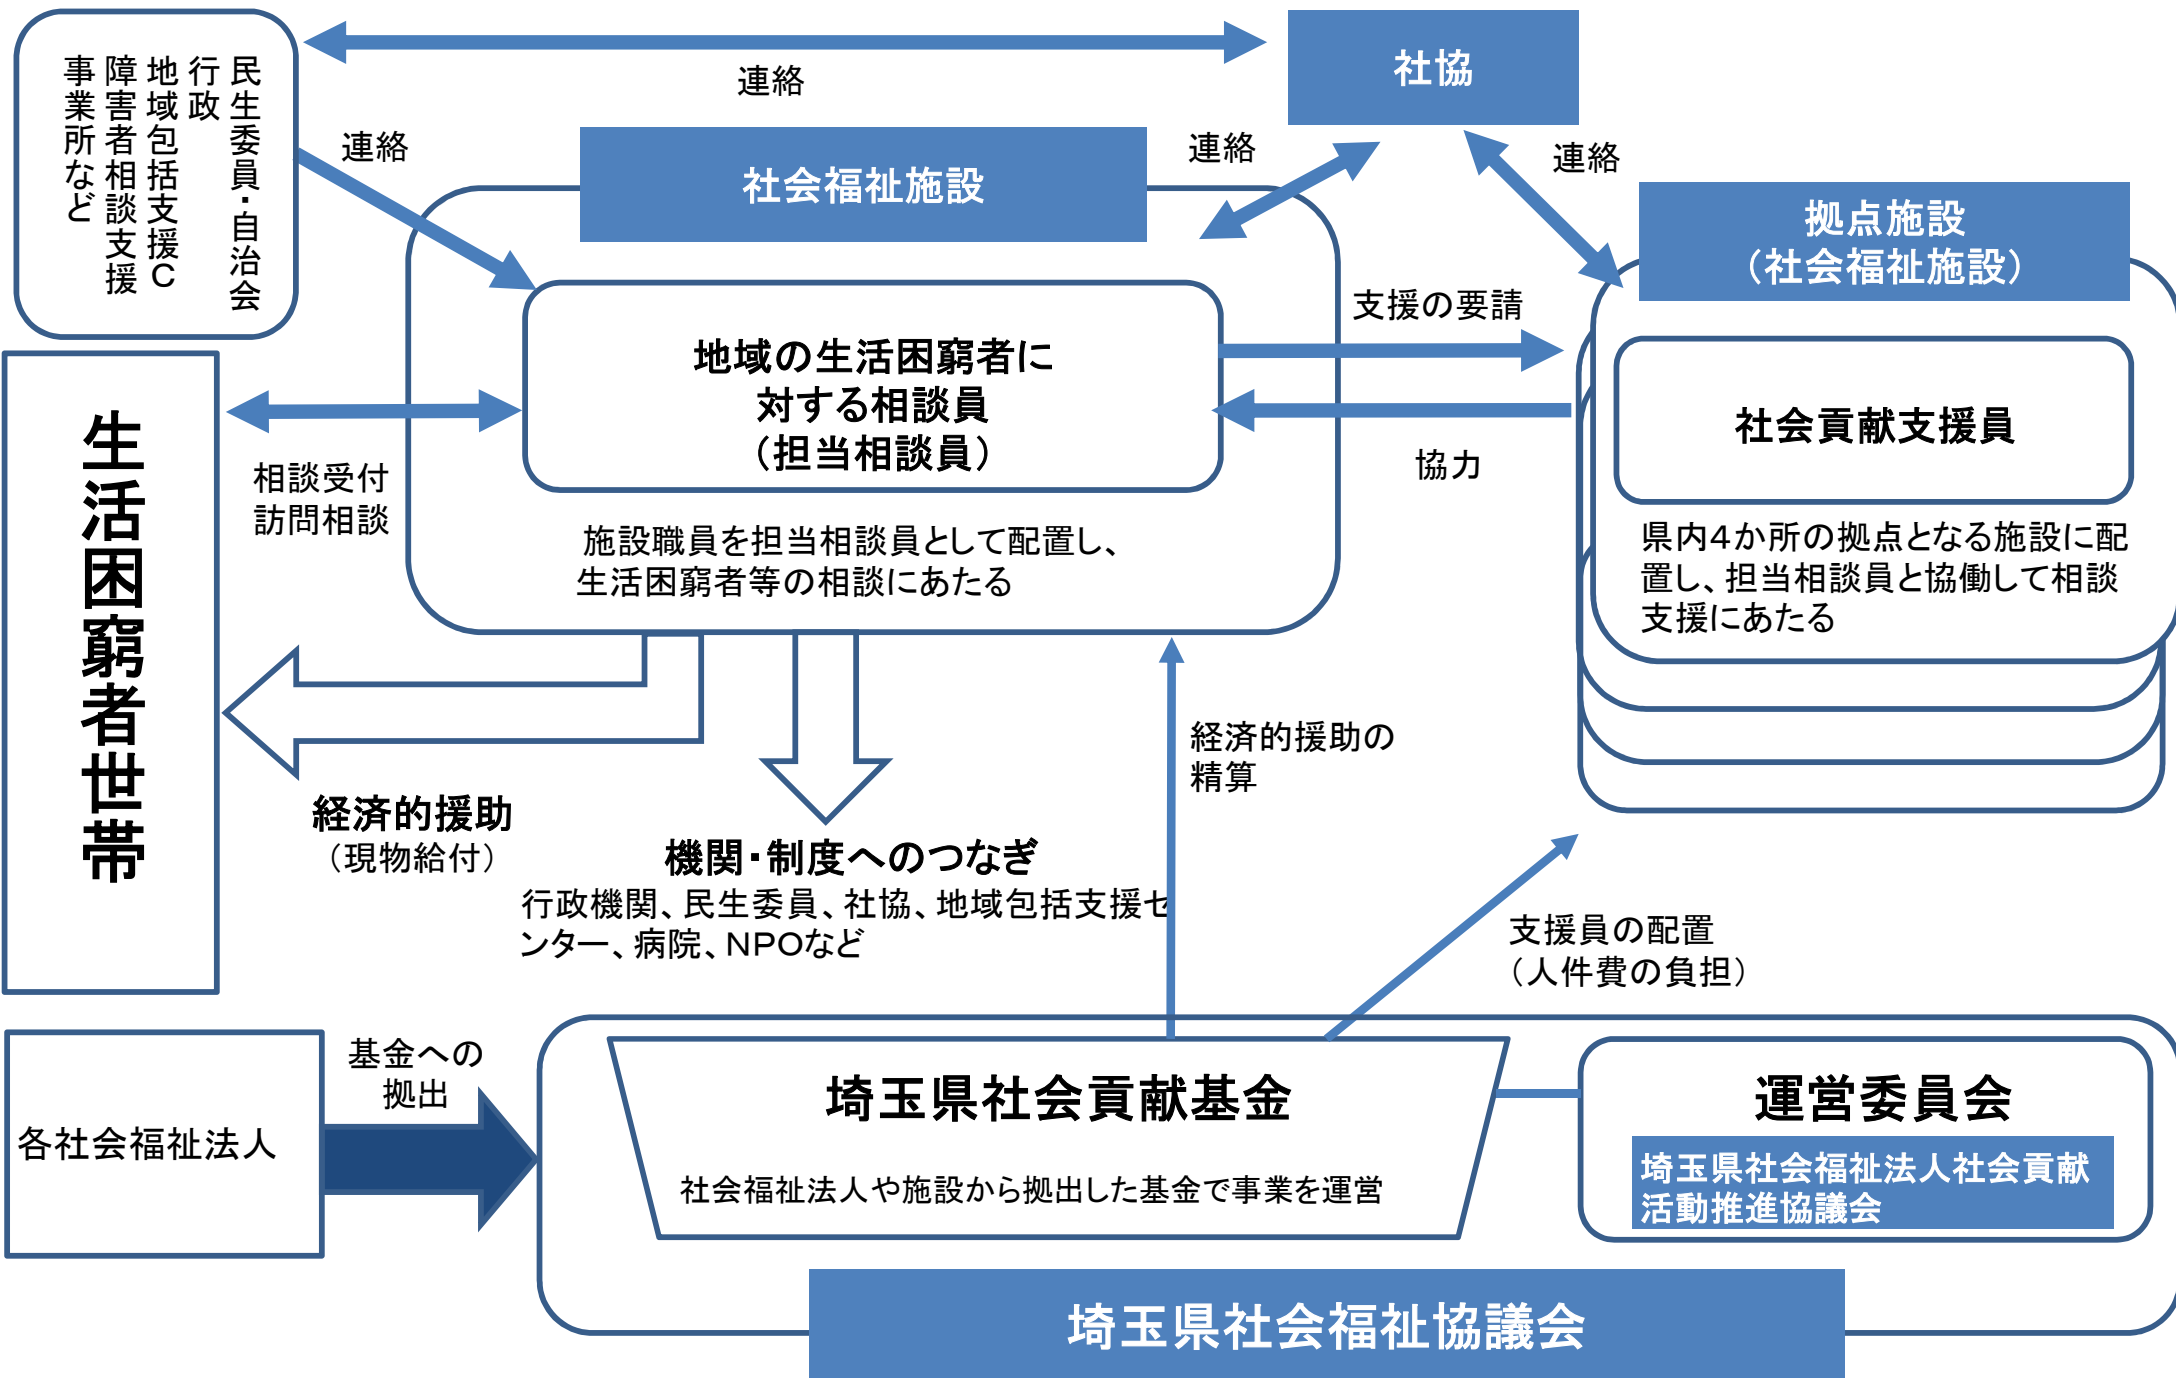 民生委員・自治会
行政
地域包括支援C
障害者相談支援
事業所など
連絡
社協
連絡
社会福祉施設
連絡
連絡
拠点施設
（社会福祉施設）
地域の生活困窮者に
対する相談員
（担当相談員）
支援の要請
協力
社会貢献支援員
生活困窮者世帯
相談受付
訪問相談
施設職員を担当相談員として配置し、
生活困窮者等の相談にあたる
県内4か所の拠点となる施設に配
置し、担当相談員と協働して相談
支援にあたる
経済的援助の
精算
経済的援助
（現物給付）
機関・制度へのつなぎ
行政機関、民生委員、社協、地域包括支援セ
ンター、病院、NPOなど
支援員の配置
（人件費の負担）
各社会福祉法人
基金への
拠出
埼玉県社会貢献基金
社会福祉法人や施設から拠出した基金で事業を運営
運営委員会
埼玉県社会福祉法人社会貢献
活動推進協議会
埼玉県社会福祉協議会